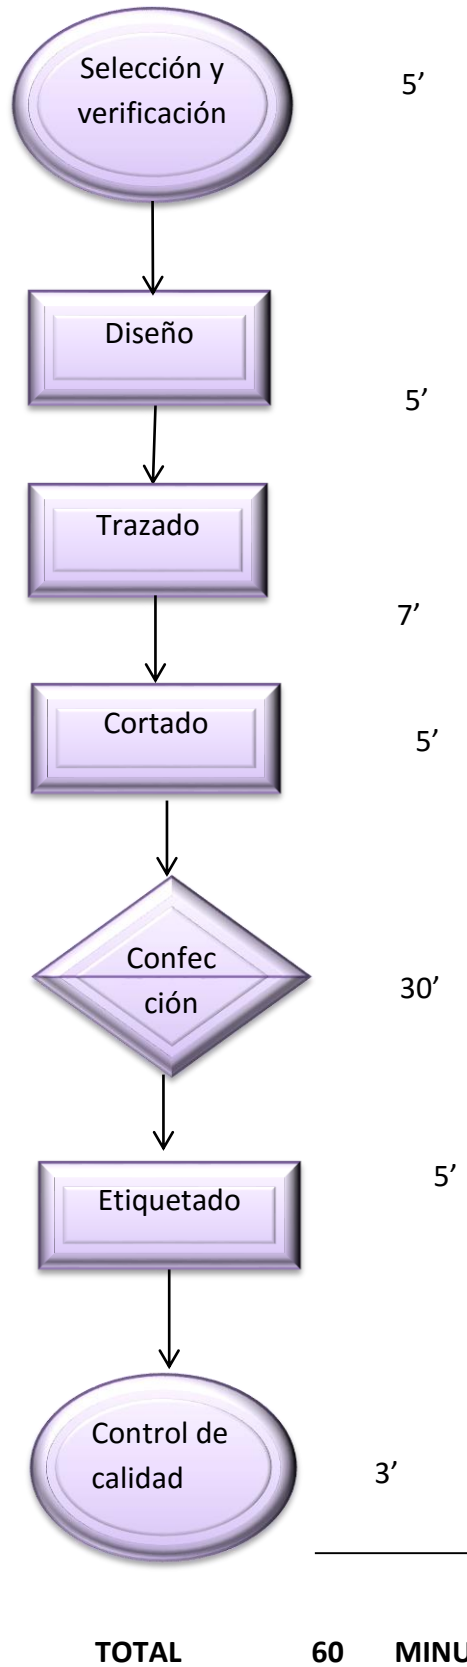 Selección y
verificación
5’
Diseño
5’
Trazado
7’
Cortado
5’
Confec
ción
30’
Etiquetado
5’
Control de
calidad
3’
TOTAL 60 MINU